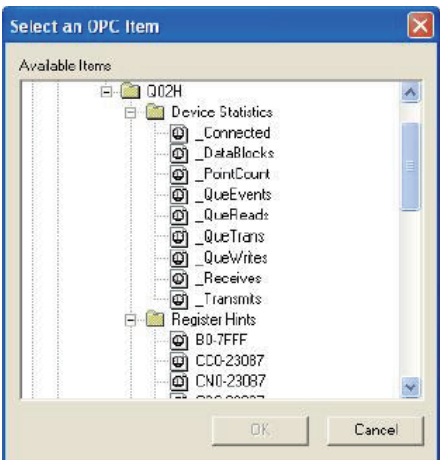 Select an OPC Item
Available Items
Q02H
Device Statistics
_Connected
_DataBlocks
_PointCount
_QueEvents
_QueReads
_QueTrans
_QueWrites
_Receives
_Transmits
Register Hints
B0-7FFF
CC0-23087
CN0-23087
OK
Cancel